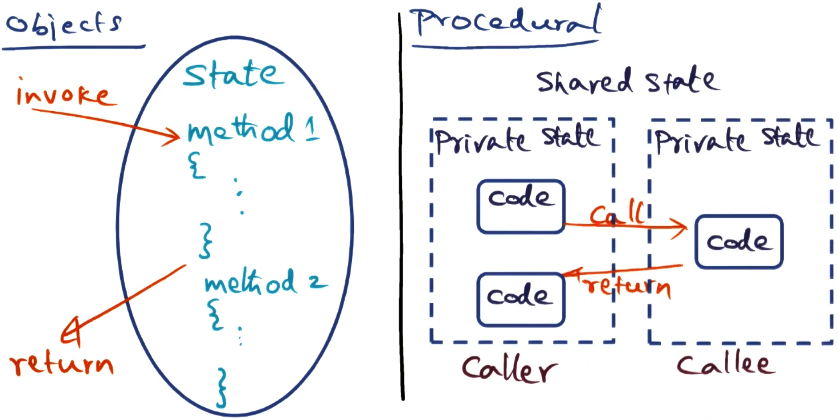 Objects
State
invoke
method 1
{
:
}
method 2
{
:
}
return
Procedural
Shared State
Private State
code
call
code
return
Caller
Private State
code
Callee